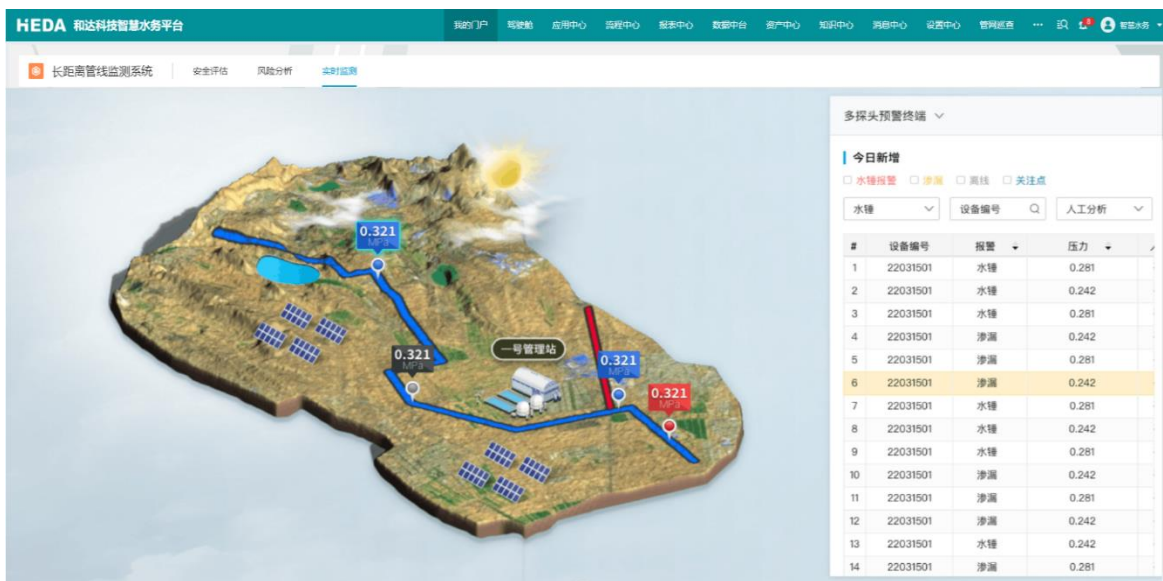 HEDA 和达科技智慧水务平台
我的门户 驾驶舱 应用中心 流程中心 报表中心 数据中台 资产中心 知识中心 消息中心 设置中心 管网巡查 ··· 8 智慧水务
长距离管线监测系统 安全评估 风险分析 实时监测
多探头预警终端
今日新增
水锤报警 渗漏 离线 关注点
水锤 设备编号 人工分析
# 设备编号 报警 压力
1 22031501 水锤 0.281
2 22031501 水锤 0.242
3 22031501 水锤 0.281
4 22031501 渗漏 0.242
5 22031501 渗漏 0.281
6 22031501 渗漏 0.242
7 22031501 水锤 0.281
8 22031501 水锤 0.242
9 22031501 水锤 0.281
10 22031501 渗漏 0.281
11 22031501 渗漏 0.281
12 22031501 渗漏 0.242
13 22031501 水锤 0.242
14 22031501 渗漏 0.281
0.321
MPa
0.321
MPa
一号管理站
0.321
MPa
0.321
MPa